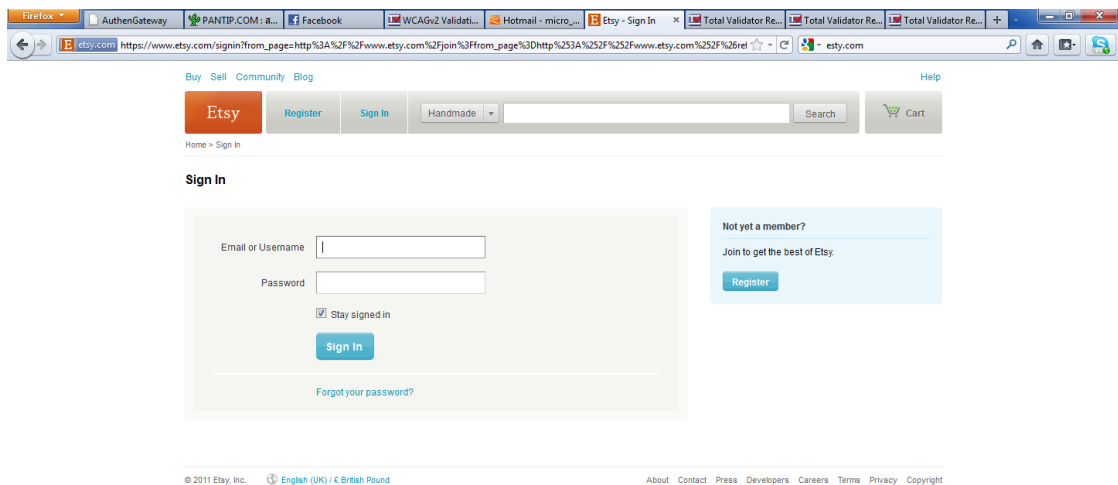 Firefox
AuthenGateway
PANTIP.COM : ส...
Facebook
WCAGv2 Validati...
Hotmail - micro_...
Etsy - Sign In
Total Validator Re...
Total Validator Re...
Total Validator Re...
etsy.com https://www.etsy.com/signin?from_page=http%3A%2F%2Fwww.etsy.com%2Fjoin%3Ffrom_page%3Dhttp%253A%252F%252Fwww.etsy.com%252F%26ref
esty.com
Buy Sell Community Blog Help
Etsy Register Sign In Handmade Search Cart
Home > Sign In
Sign In
Email or Username
Password
Stay signed in
Sign In
Forgot your password?
Not yet a member?
Join to get the best of Etsy.
Register
© 2011 Etsy, Inc. English (UK) / £ British Pound About Contact Press Developers Careers Terms Privacy Copyright